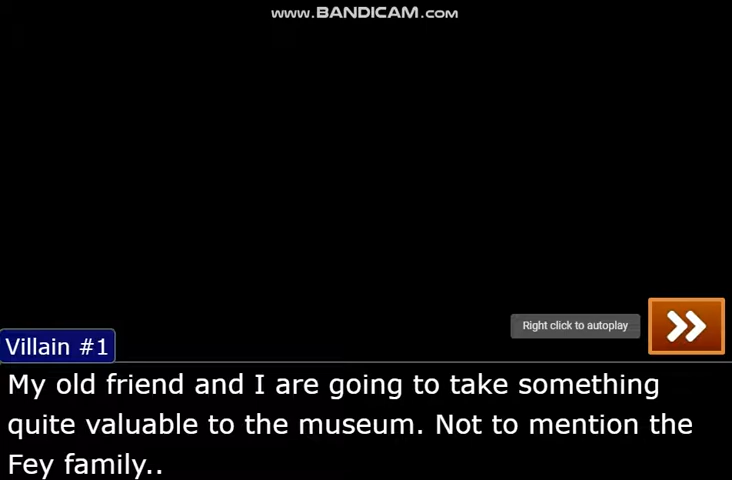 www.BANDICAM.com
Right click to autoplay
Villain #1
My old friend and I are going to take something
quite valuable to the museum. Not to mention the
Fey family..